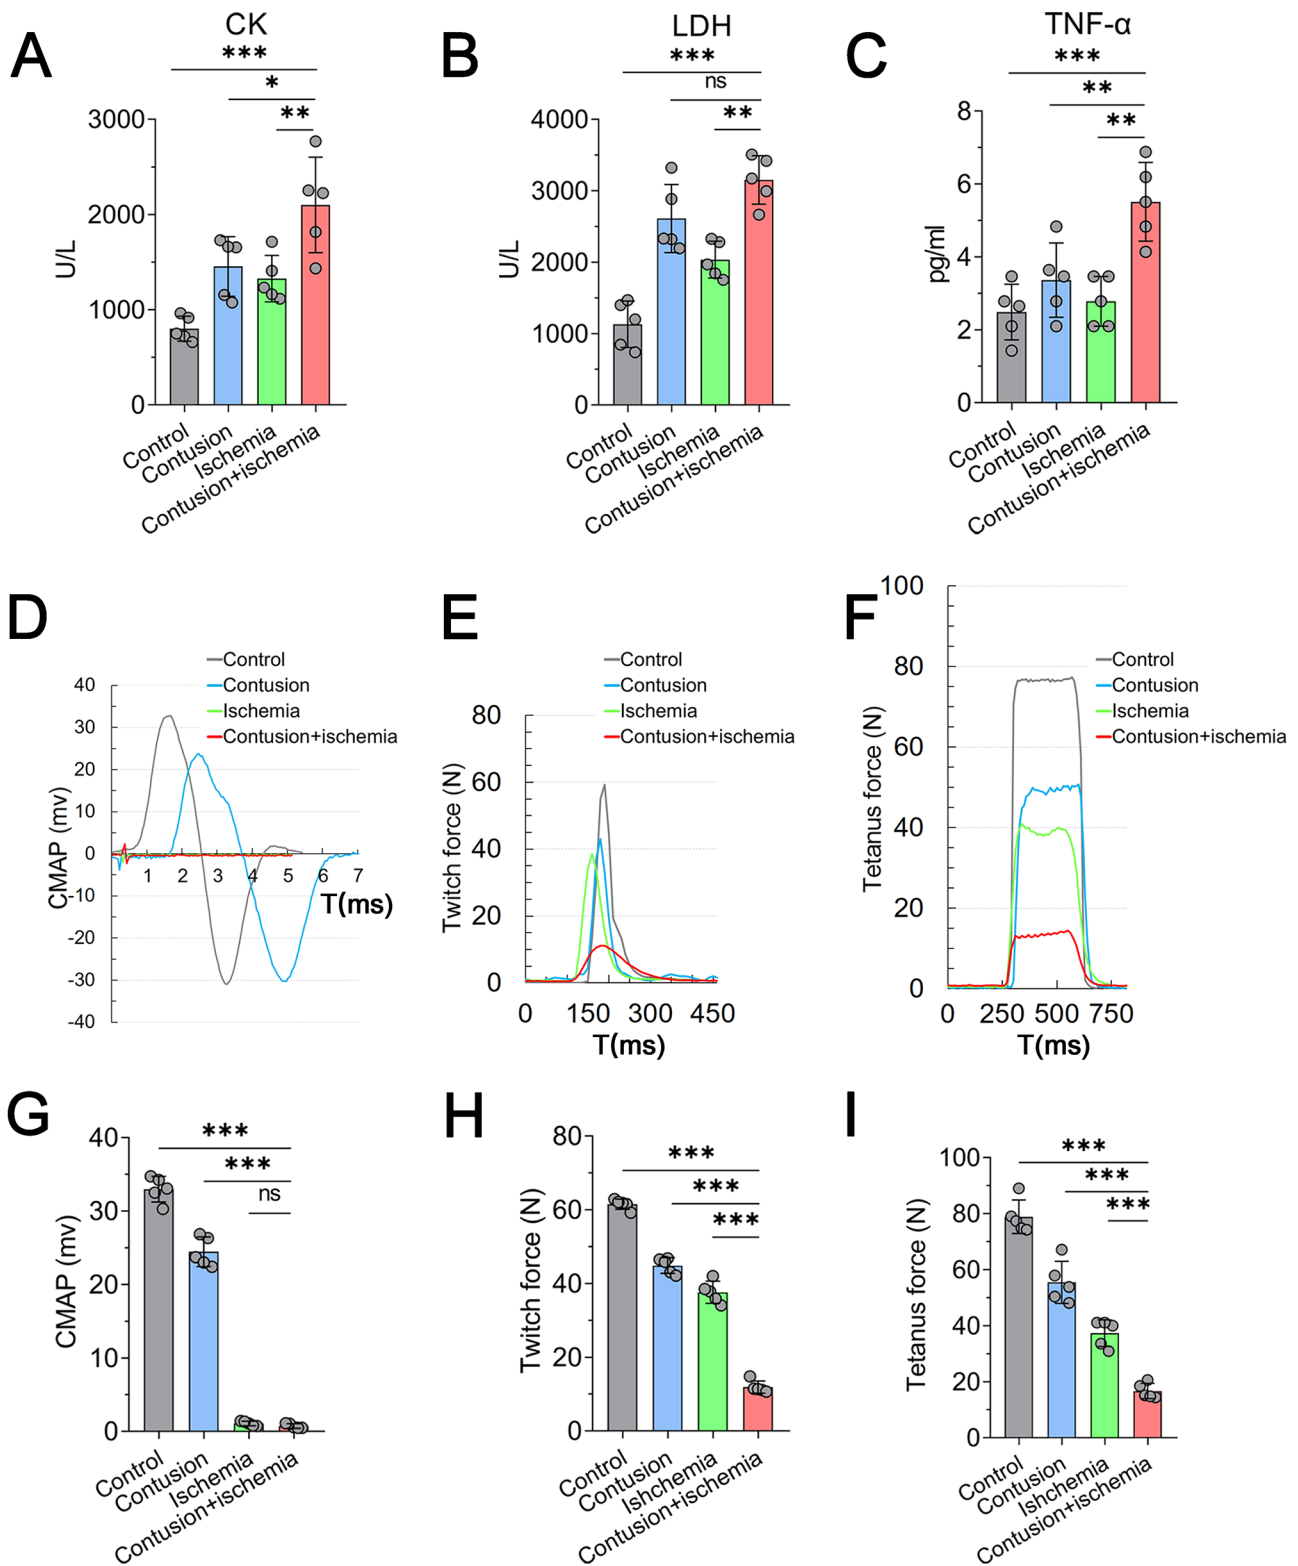 A
CK
***
*
**
3000
2000
1000
0
U/L
Control
Contusion
Ischemia
Contusion+ischemia
B
LDH
***
ns
**
4000
3000
2000
1000
0
U/L
Control
Contusion
Ischemia
Contusion+ischemia
C
TNF-α
***
**
**
8
6
4
2
0
pg/ml
Control
Contusion
Ischemia
Contusion+ischemia
D
Control
Contusion
Ischemia
Contusion+ischemia
40
30
20
10
0
-10
-20
-30
-40
CMAP (mv)
1 2 3 4 5 6 7
T(ms)
E
Control
Contusion
Ischemia
Contusion+ischemia
80
60
40
20
0
Twitch force (N)
0 150 300 450
T(ms)
F
Control
Contusion
Ischemia
Contusion+ischemia
100
80
60
40
20
0
Tetanus force (N)
0 250 500 750
T(ms)
G
***
***
ns
40
30
20
10
0
CMAP (mv)
Control
Contusion
Ischemia
Contusion+ischemia
H
***
***
***
80
60
40
20
0
Twitch force (N)
Control
Contusion
Ishchemia
Contusion+ischemia
I
***
***
***
100
80
60
40
20
0
Tetanus force (N)
Control
Contusion
Ishchemia
Contusion+ischemia